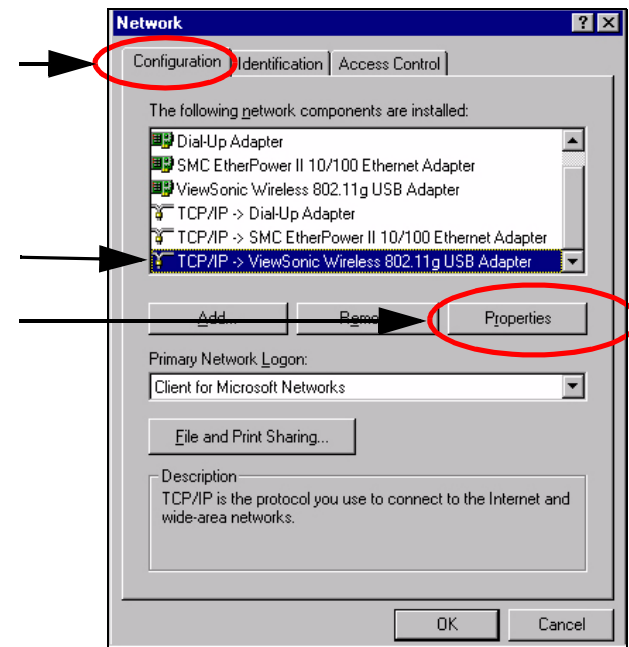 Network
Configuration Identification Access Control
The following network components are installed:
Dial-Up Adapter
SMC EtherPower II 10/100 Ethernet Adapter
ViewSonic Wireless 802.11g USB Adapter
TCP/IP -> Dial-Up Adapter
TCP/IP -> SMC EtherPower II 10/100 Ethernet Adapter
TCP/IP -> ViewSonic Wireless 802.11g USB Adapter
Add... Properties
Primary Network Logon:
Client for Microsoft Networks
File and Print Sharing...
Description
TCP/IP is the protocol you use to connect to the Internet and
wide-area networks.
OK Cancel